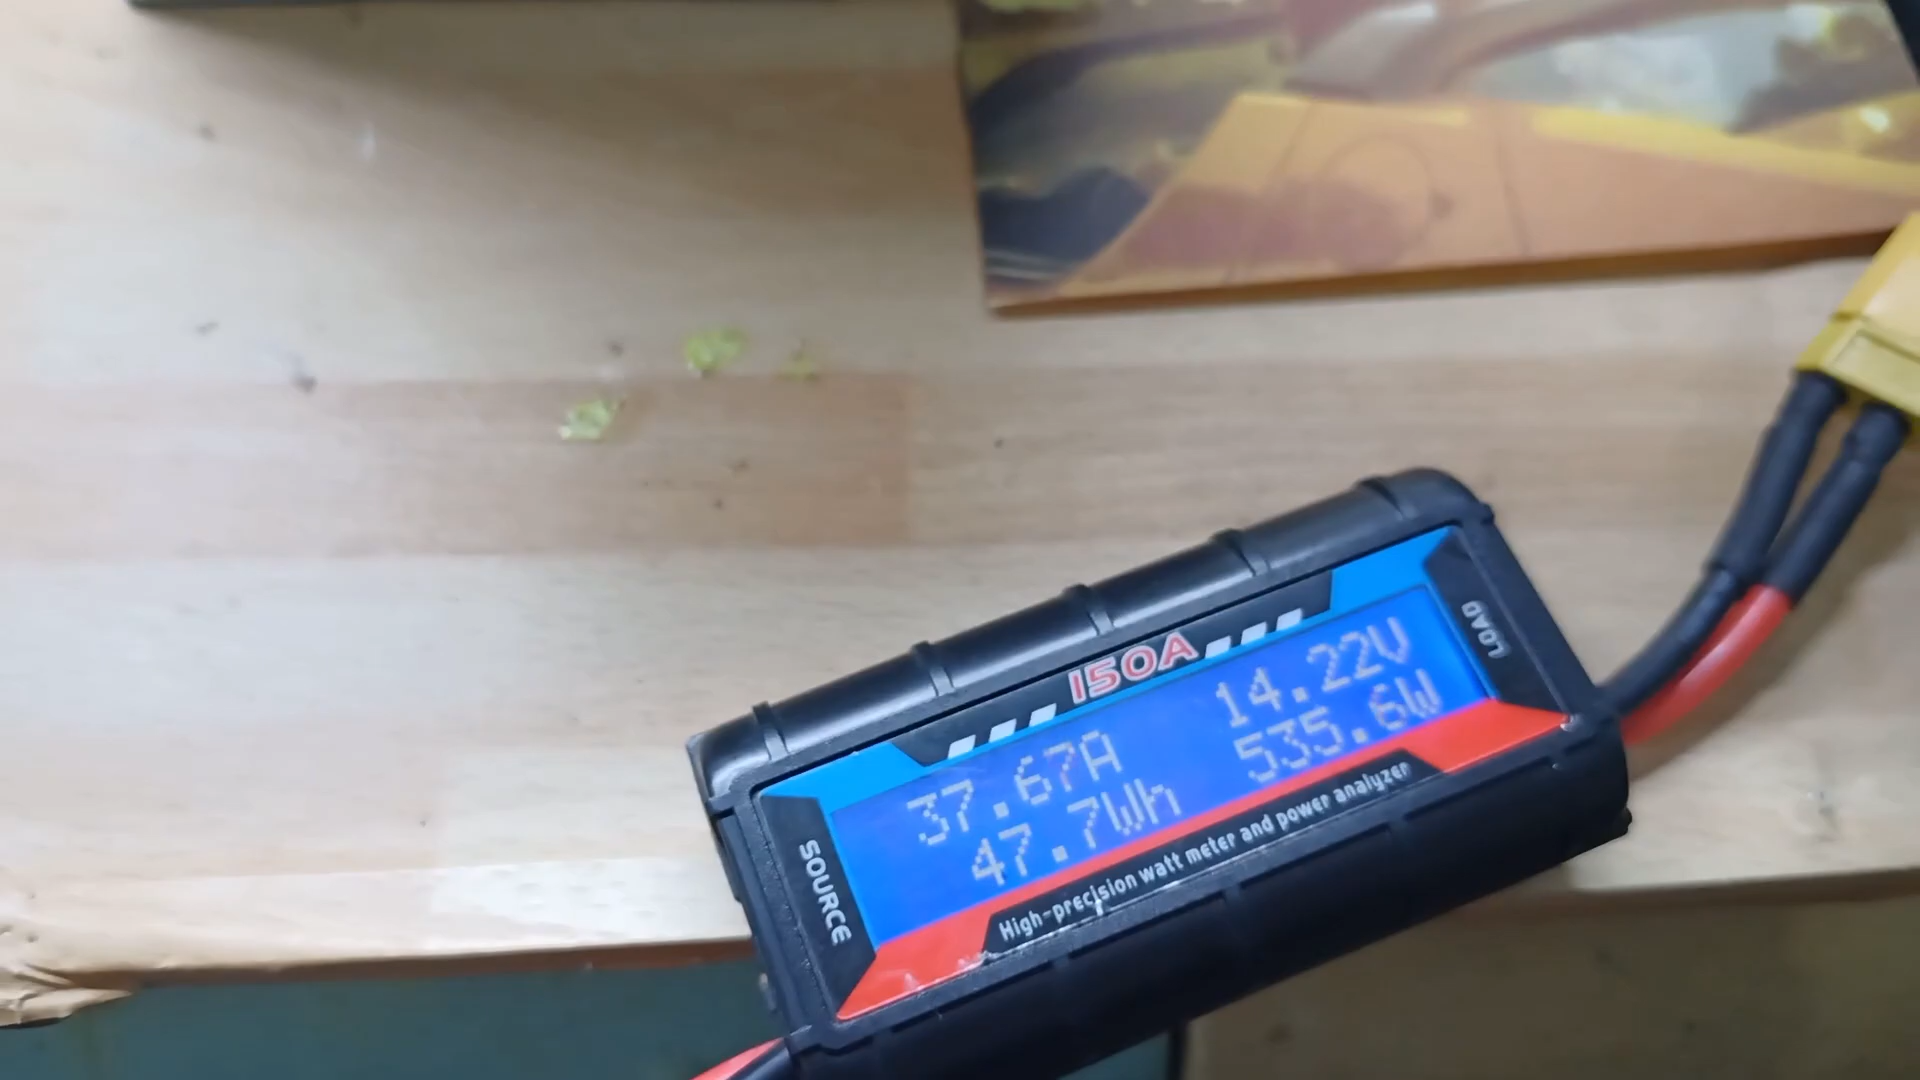 150A
LOAD
37.67A 14.22V
47.7Wh 535.6W
SOURCE
High-precision watt meter and power analyzer